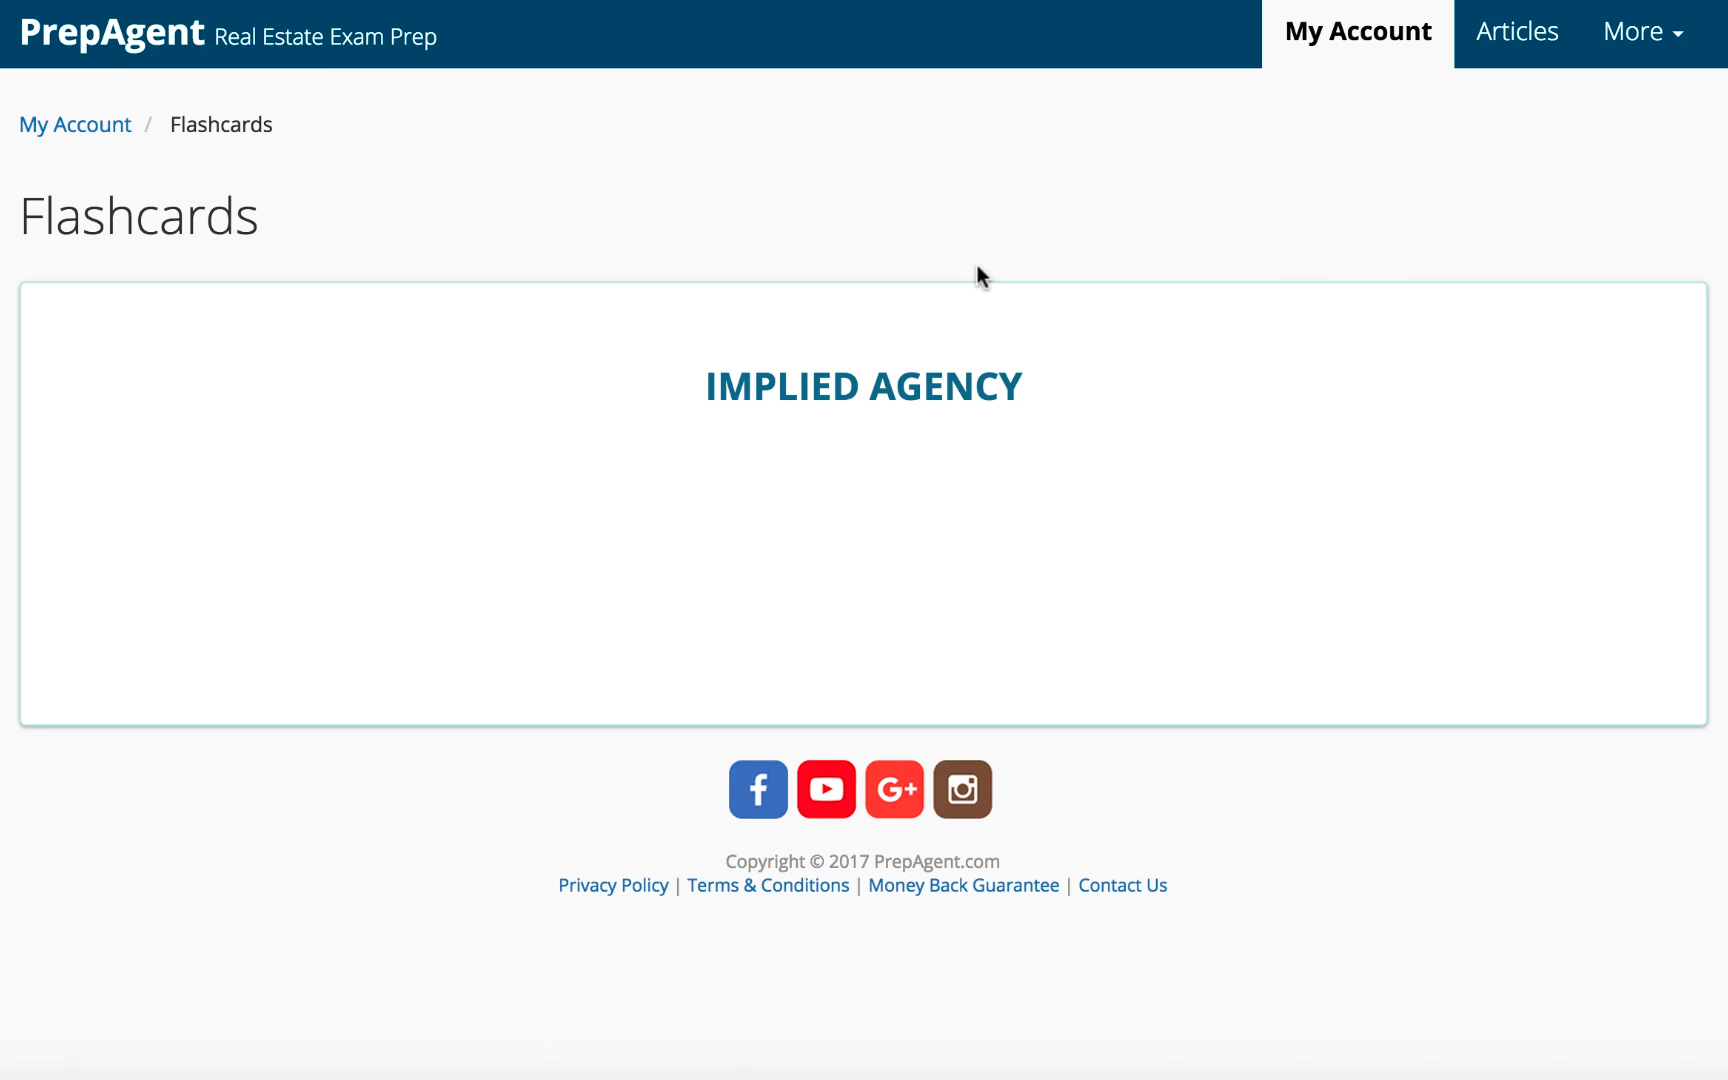 PrepAgent Real Estate Exam Prep
My Account Articles More
My Account / Flashcards
Flashcards
IMPLIED AGENCY
f G+
Copyright © 2017 PrepAgent.com
Privacy Policy | Terms & Conditions | Money Back Guarantee | Contact Us